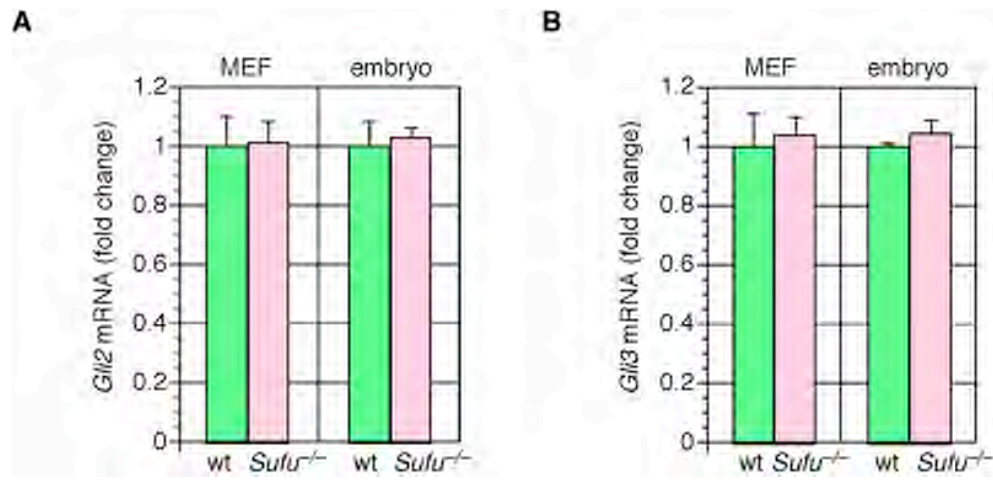 A
MEF embryo
Gli2 mRNA (fold change)
1.2
1
0.8
0.6
0.4
0.2
0
wt Sufu–/– wt Sufu–/–
B
MEF embryo
Gli3 mRNA (fold change)
1.2
1
0.8
0.6
0.4
0.2
0
wt Sufu–/– wt Sufu–/–